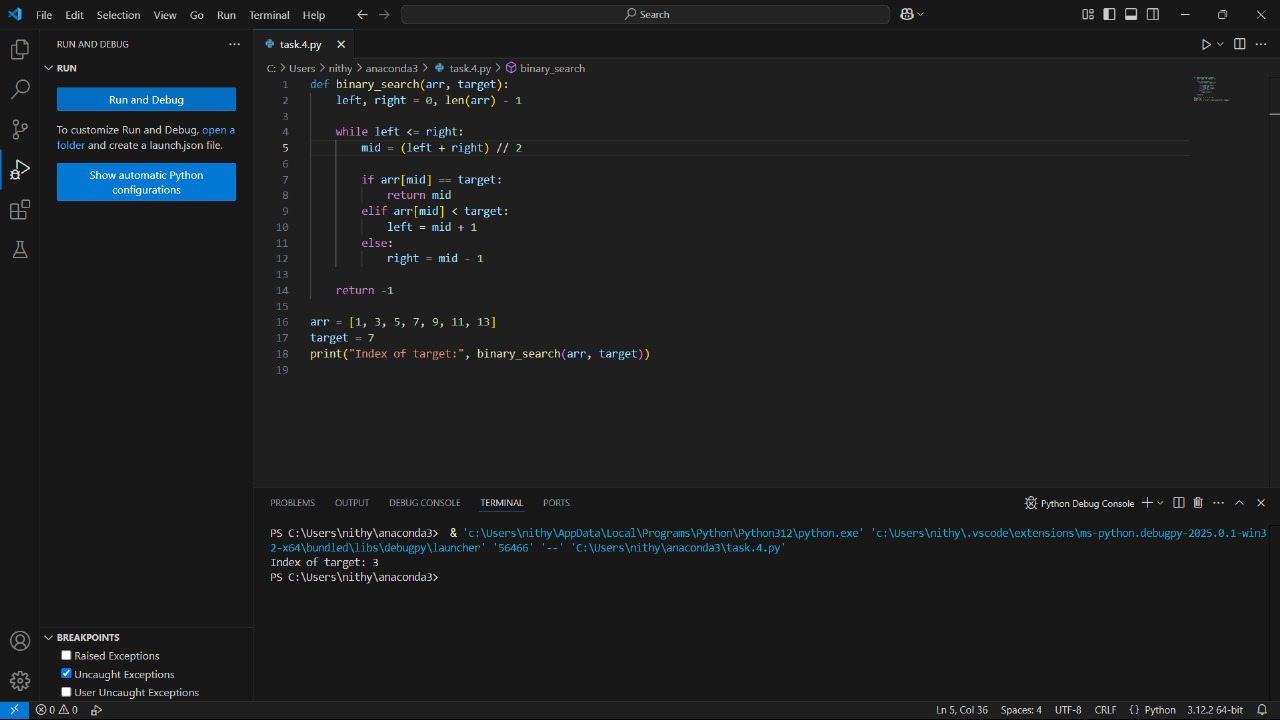 File Edit Selection View Go Run Terminal Help Search
RUN AND DEBUG
RUN
Run and Debug
To customize Run and Debug, open a
folder and create a launch.json file.
Show automatic Python
configurations
BREAKPOINTS
Raised Exceptions
Uncaught Exceptions
User Uncaught Exceptions
task.4.py
C: > Users > nithy > anaconda3 > task.4.py > binary_search
1 def binary_search(arr, target):
2     left, right = 0, len(arr) - 1
3
4     while left <= right:
5         mid = (left + right) // 2
6
7         if arr[mid] == target:
8             return mid
9         elif arr[mid] < target:
10             left = mid + 1
11         else:
12             right = mid - 1
13
14     return -1
15
16 arr = [1, 3, 5, 7, 9, 11, 13]
17 target = 7
18 print("Index of target:", binary_search(arr, target))
19
PROBLEMS OUTPUT DEBUG CONSOLE TERMINAL PORTS Python Debug Console
PS C:\Users\nithy\anaconda3>  & 'c:\Users\nithy\AppData\Local\Programs\Python\Python312\python.exe' 'c:\Users\nithy\.vscode\extensions\ms-python.debugpy-2025.0.1-win3
2-x64\bundled\libs\debugpy\launcher' '56466' '--' 'C:\Users\nithy\anaconda3\task.4.py'
Index of target: 3
PS C:\Users\nithy\anaconda3>
0 0 Ln 5, Col 36 Spaces: 4 UTF-8 CRLF {} Python 3.12.2 64-bit